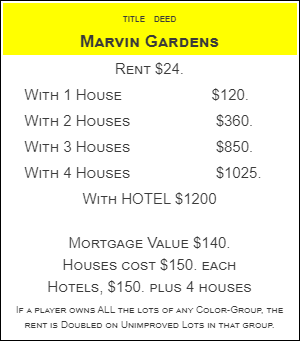 TITLE DEED
MARVIN GARDENS
RENT $24.
WITH 1 HOUSE $120.
WITH 2 HOUSES $360.
WITH 3 HOUSES $850.
WITH 4 HOUSES $1025.
WITH HOTEL $1200
MORTGAGE VALUE $140.
HOUSES COST $150. EACH
HOTELS, $150. PLUS 4 HOUSES
IF A PLAYER OWNS ALL THE LOTS OF ANY COLOR-GROUP, THE
RENT IS DOUBLED ON UNIMPROVED LOTS IN THAT GROUP.